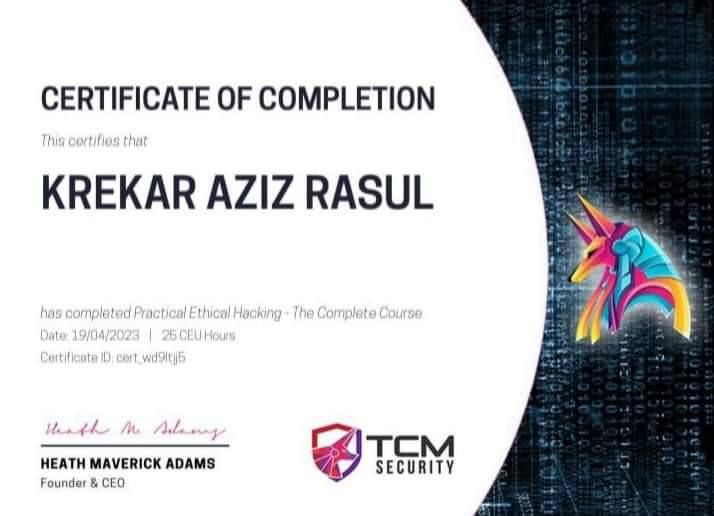 CERTIFICATE OF COMPLETION
This certifies that
KREKAR AZIZ RASUL
has completed Practical Ethical Hacking - The Complete Course
Date: 19/04/2023 | 25 CEU Hours
Certificate ID: cert_wd9ltjj5
Heath M. Adams
HEATH MAVERICK ADAMS
Founder & CEO
TCM
SECURITY